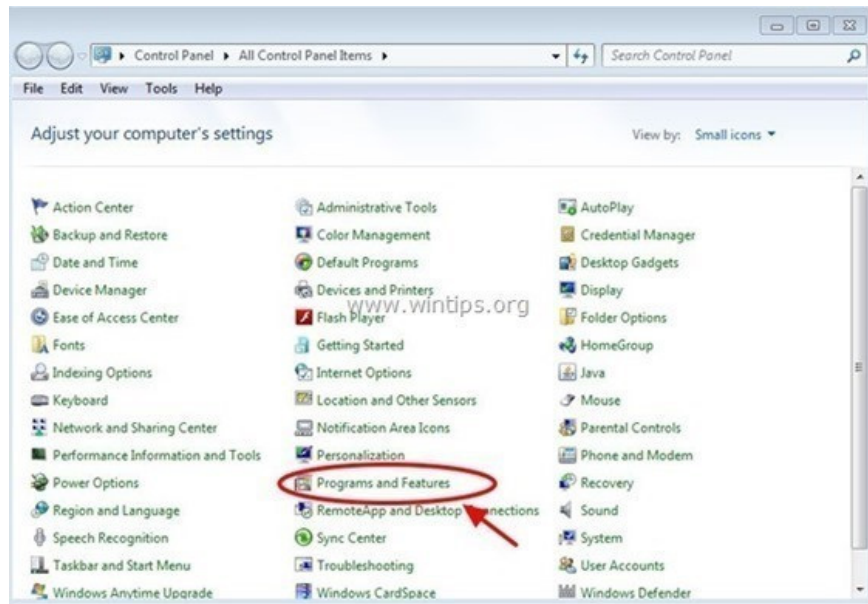 Control Panel ▸ All Control Panel Items ▸ Search Control Panel
File Edit View Tools Help
Adjust your computer's settings View by: Small icons
Action Center Administrative Tools AutoPlay
Backup and Restore Color Management Credential Manager
Date and Time Default Programs Desktop Gadgets
Device Manager Devices and Printers Display
www.wintips.org
Ease of Access Center Flash Player Folder Options
Fonts Getting Started HomeGroup
Indexing Options Internet Options Java
Keyboard Location and Other Sensors Mouse
Network and Sharing Center Notification Area Icons Parental Controls
Performance Information and Tools Personalization Phone and Modem
Power Options Programs and Features Recovery
Region and Language RemoteApp and Desktop Connections Sound
Speech Recognition Sync Center System
Taskbar and Start Menu Troubleshooting User Accounts
Windows Anytime Upgrade Windows CardSpace Windows Defender